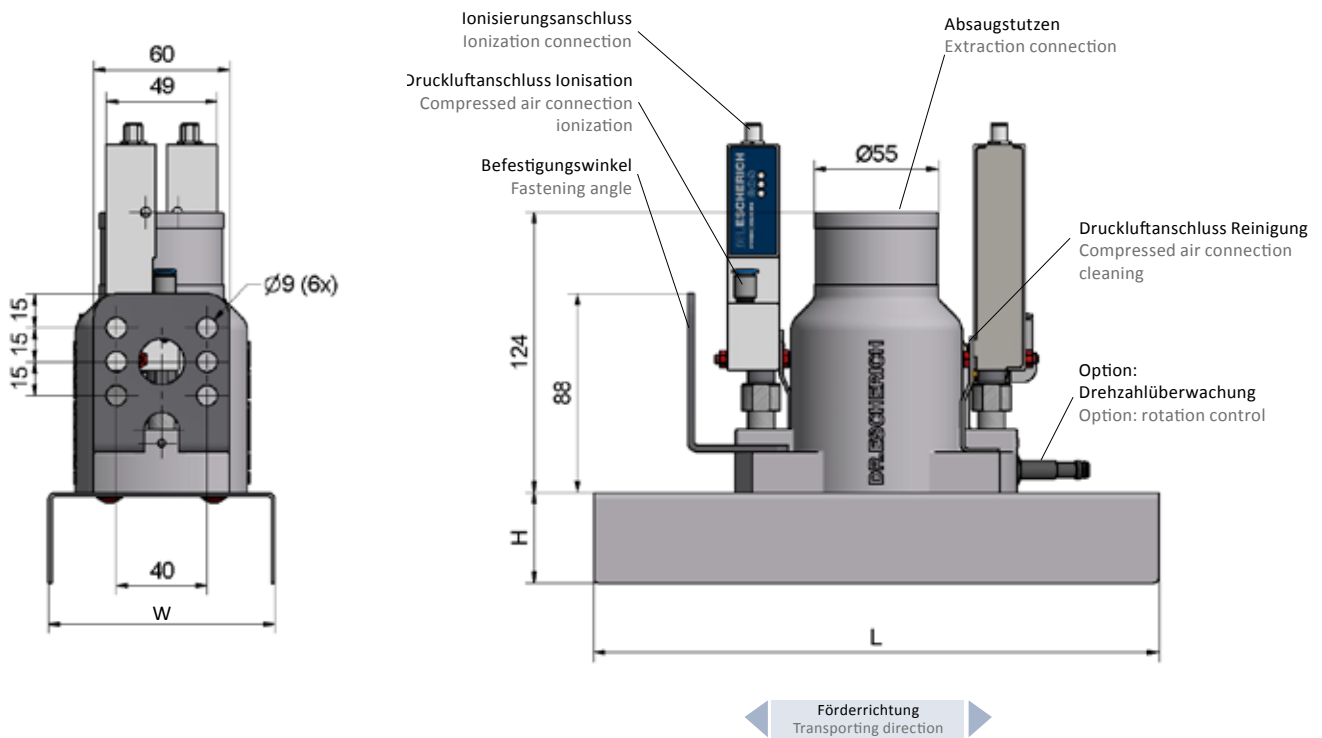 60
49
Ø9 (6x)
15
15
15
40
W
Ionisierungsanschluss
Ionization connection
Druckluftanschluss Ionisation
Compressed air connection
ionization
Befestigungswinkel
Fastening angle
Absaugstutzen
Extraction connection
Ø55
DR.ESCHERICH
Druckluftanschluss Reinigung
Compressed air connection
cleaning
124
88
DR.ESCHERICH
Option:
Drehzahlüberwachung
Option: rotation control
H
L
Förderrichtung
Transporting direction